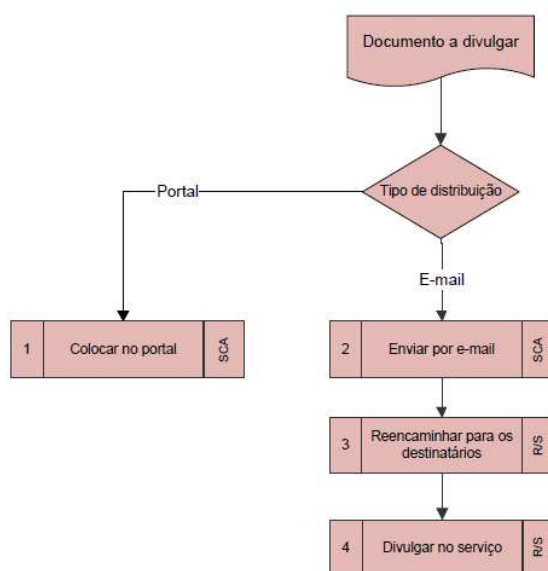 Documento a divulgar
Tipo de distribuição
Portal
E-mail
1
Colocar no portal
SCA
2
Enviar por e-mail
SCA
3
Reencaminhar para os
destinatários
R/S
4
Divulgar no serviço
R/S